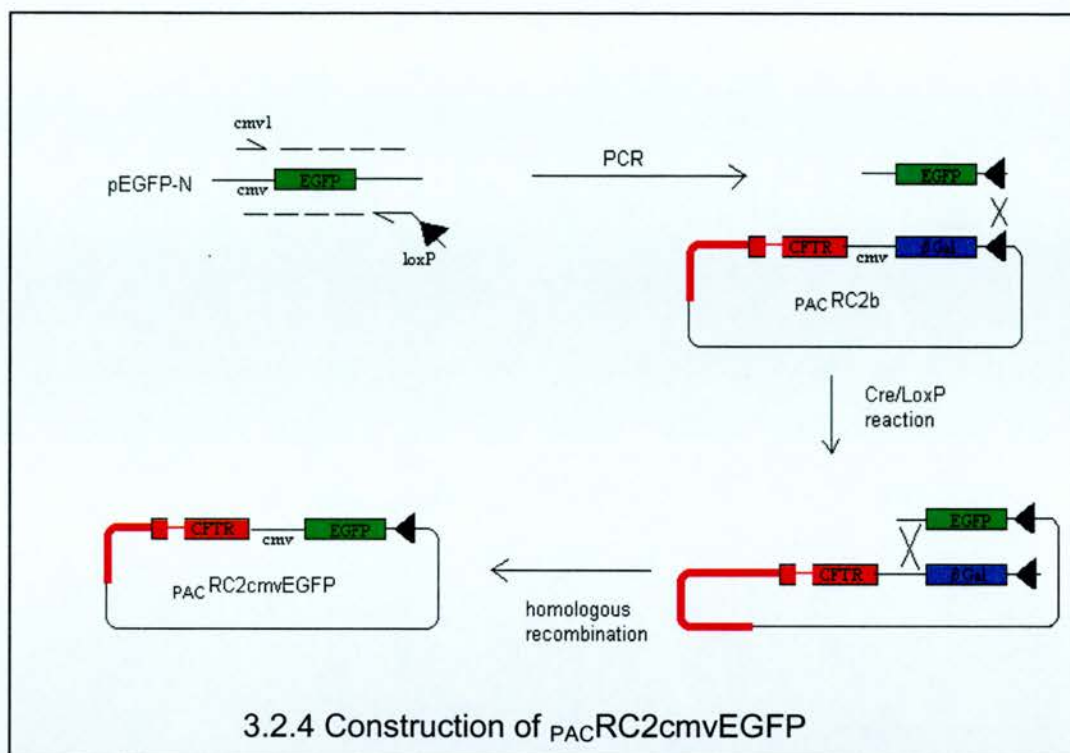 cmv1
pEGFP-N
cmv
EGFP
loxP
PCR
EGFP
CFTR
cmv
βGal
PAC RC2b
Cre/LoxP
reaction
EGFP
CFTR
βGal
homologous
recombination
CFTR
cmv
EGFP
PAC RC2cmvEGFP
3.2.4 Construction of PACRC2cmvEGFP